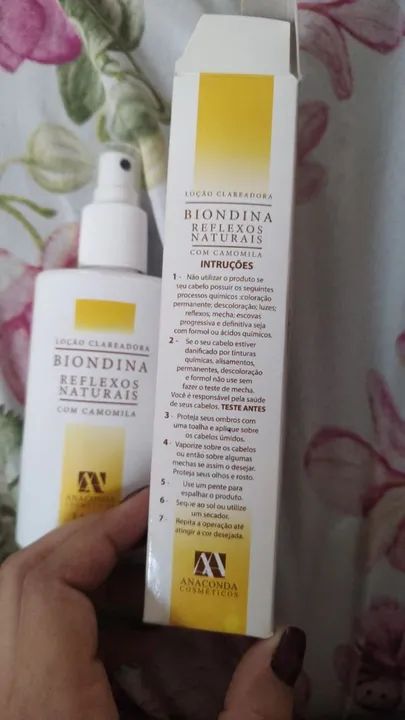 LOÇÃO CLAREADORA
BIONDINA
REFLEXOS
NATURAIS
COM CAMOMILA
INTRUÇÕES
1 - Não utilizar o produto se
seu cabelo possuir os seguintes
processos químicos :coloração
permanente; descoloração; luzes;
reflexos; mecha; escovas
progressiva e definitiva seja
com formol ou ácidos químicos.
2 - Se o seu cabelo estiver
danificado por tinturas
químicas, alisamentos,
permanentes, descoloração
e formol não use sem
fazer o teste de mecha.
Você é responsável pela saúde
de seus cabelos. TESTE ANTES
3 - Proteja seus ombros com
uma toalha e aplique sobre
os cabelos úmidos.
4 - Vaporize sobre os cabelos
ou então sobre algumas
mechas se assim o desejar.
Proteja seus olhos e rosto.
5 - Use um pente para
espalhar o produto.
6 - Seque ao sol ou utilize
um secador.
7 - Repita a operação até
atingir á cor desejada.
ANACONDA
COSMÉTICOS
LOÇÃO CLAREADORA
BIONDINA
REFLEXOS
NATURAIS
COM CAMOMILA
ANACONDA
COSMÉTICOS